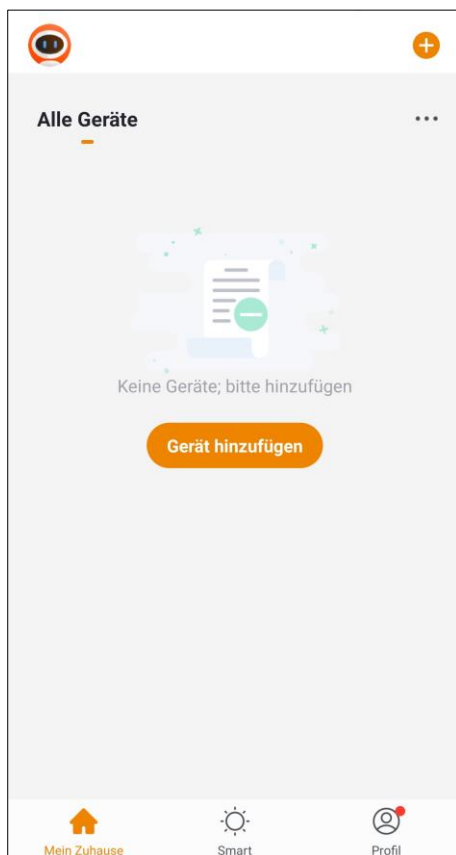 Alle Geräte
Keine Geräte; bitte hinzufügen
Gerät hinzufügen
Mein Zuhause
Smart
Profil